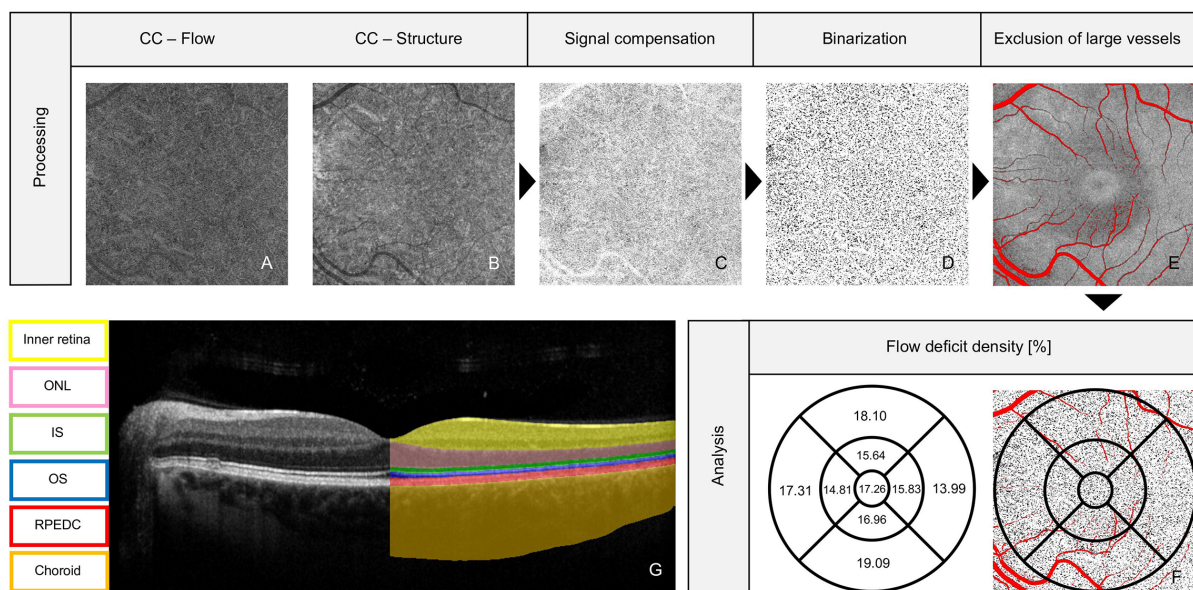 CC – Flow
CC – Structure
Signal compensation
Binarization
Exclusion of large vessels
Processing
A
B
C
D
E
Inner retina
ONL
IS
OS
RPEDC
Choroid
G
Analysis
Flow deficit density [%]
18.10
15.64
17.31
14.81
17.26
15.83
13.99
16.96
19.09
F